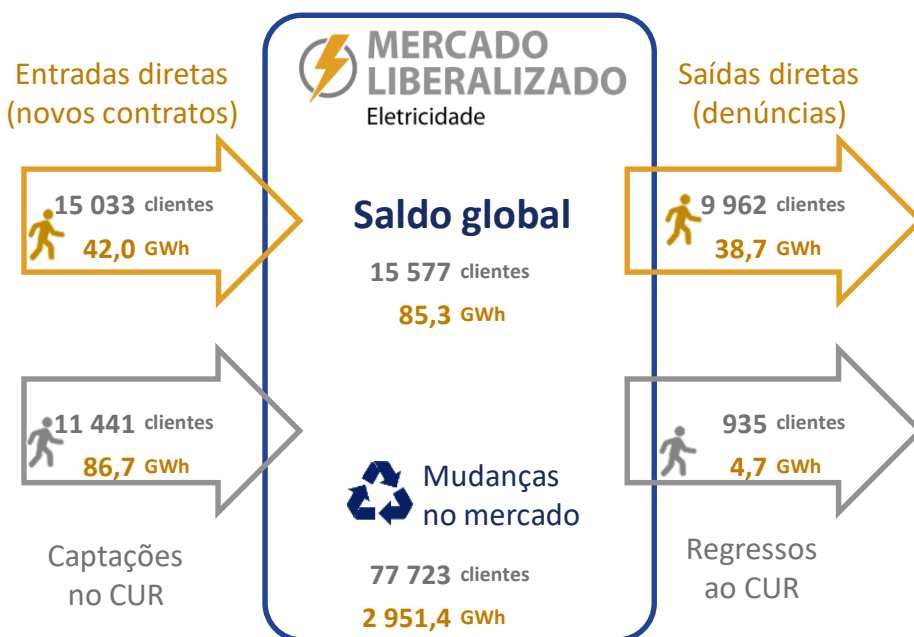 Entradas diretas
(novos contratos)
15 033 clientes
42,0 GWh
11 441 clientes
86,7 GWh
Captações
no CUR
MERCADO
LIBERALIZADO
Eletricidade
Saldo global
15 577 clientes
85,3 GWh
Mudanças
no mercado
77 723 clientes
2 951,4 GWh
Saídas diretas
(denúncias)
9 962 clientes
38,7 GWh
935 clientes
4,7 GWh
Regressos
ao CUR